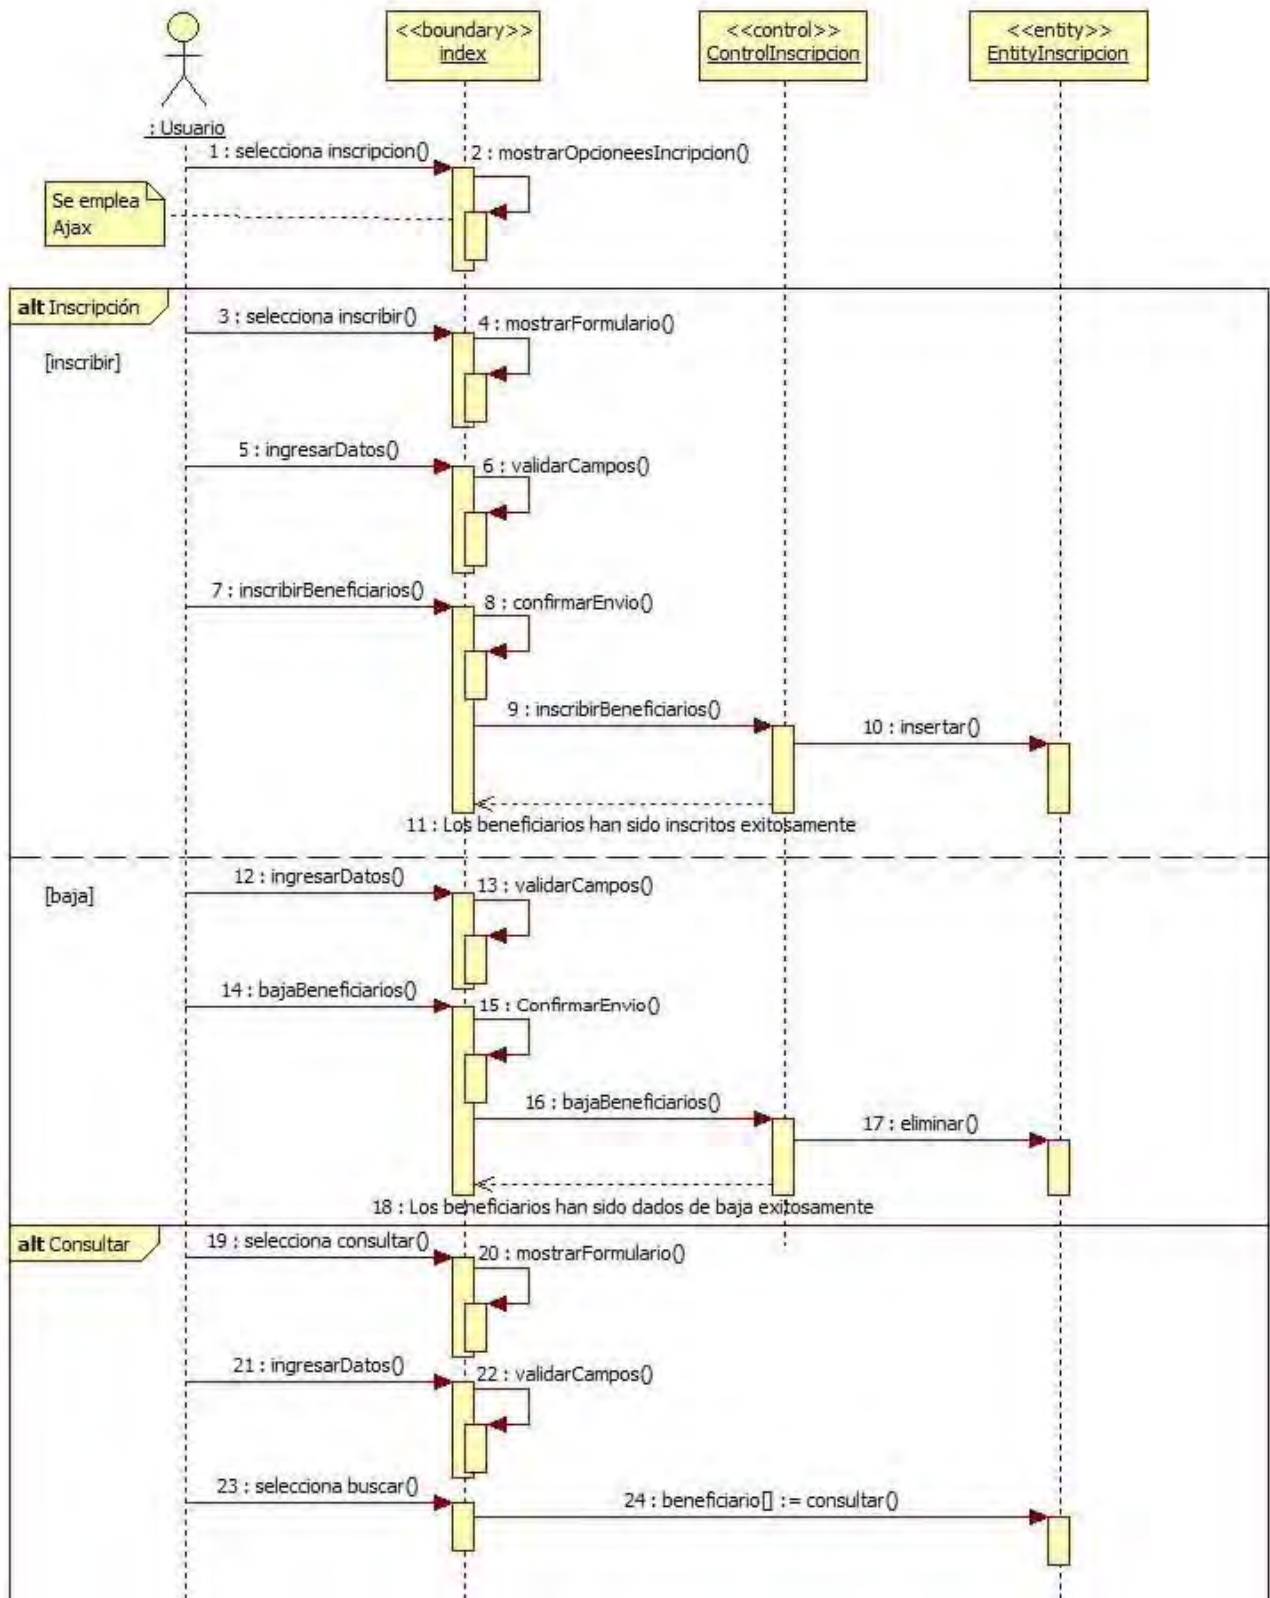 <<boundary>>
index
<<control>>
ControlInscripcion
<<entity>>
EntityInscripcion
: Usuario
1 : selecciona inscripcion()
2 : mostrarOpcioneesIncripcion()
Se emplea
Ajax
alt Inscripción
3 : selecciona inscribir()
4 : mostrarFormulario()
[inscribir]
5 : ingresarDatos()
6 : validarCampos()
7 : inscribirBeneficiarios()
8 : confirmarEnvio()
9 : inscribirBeneficiarios()
10 : insertar()
11 : Los beneficiarios han sido inscritos exitosamente
12 : ingresarDatos()
13 : validarCampos()
[baja]
14 : bajaBeneficiarios()
15 : ConfirmarEnvio()
16 : bajaBeneficiarios()
17 : eliminar()
18 : Los beneficiarios han sido dados de baja exitosamente
alt Consultar
19 : selecciona consultar()
20 : mostrarFormulario()
21 : ingresarDatos()
22 : validarCampos()
23 : selecciona buscar()
24 : beneficiario[] := consultar()